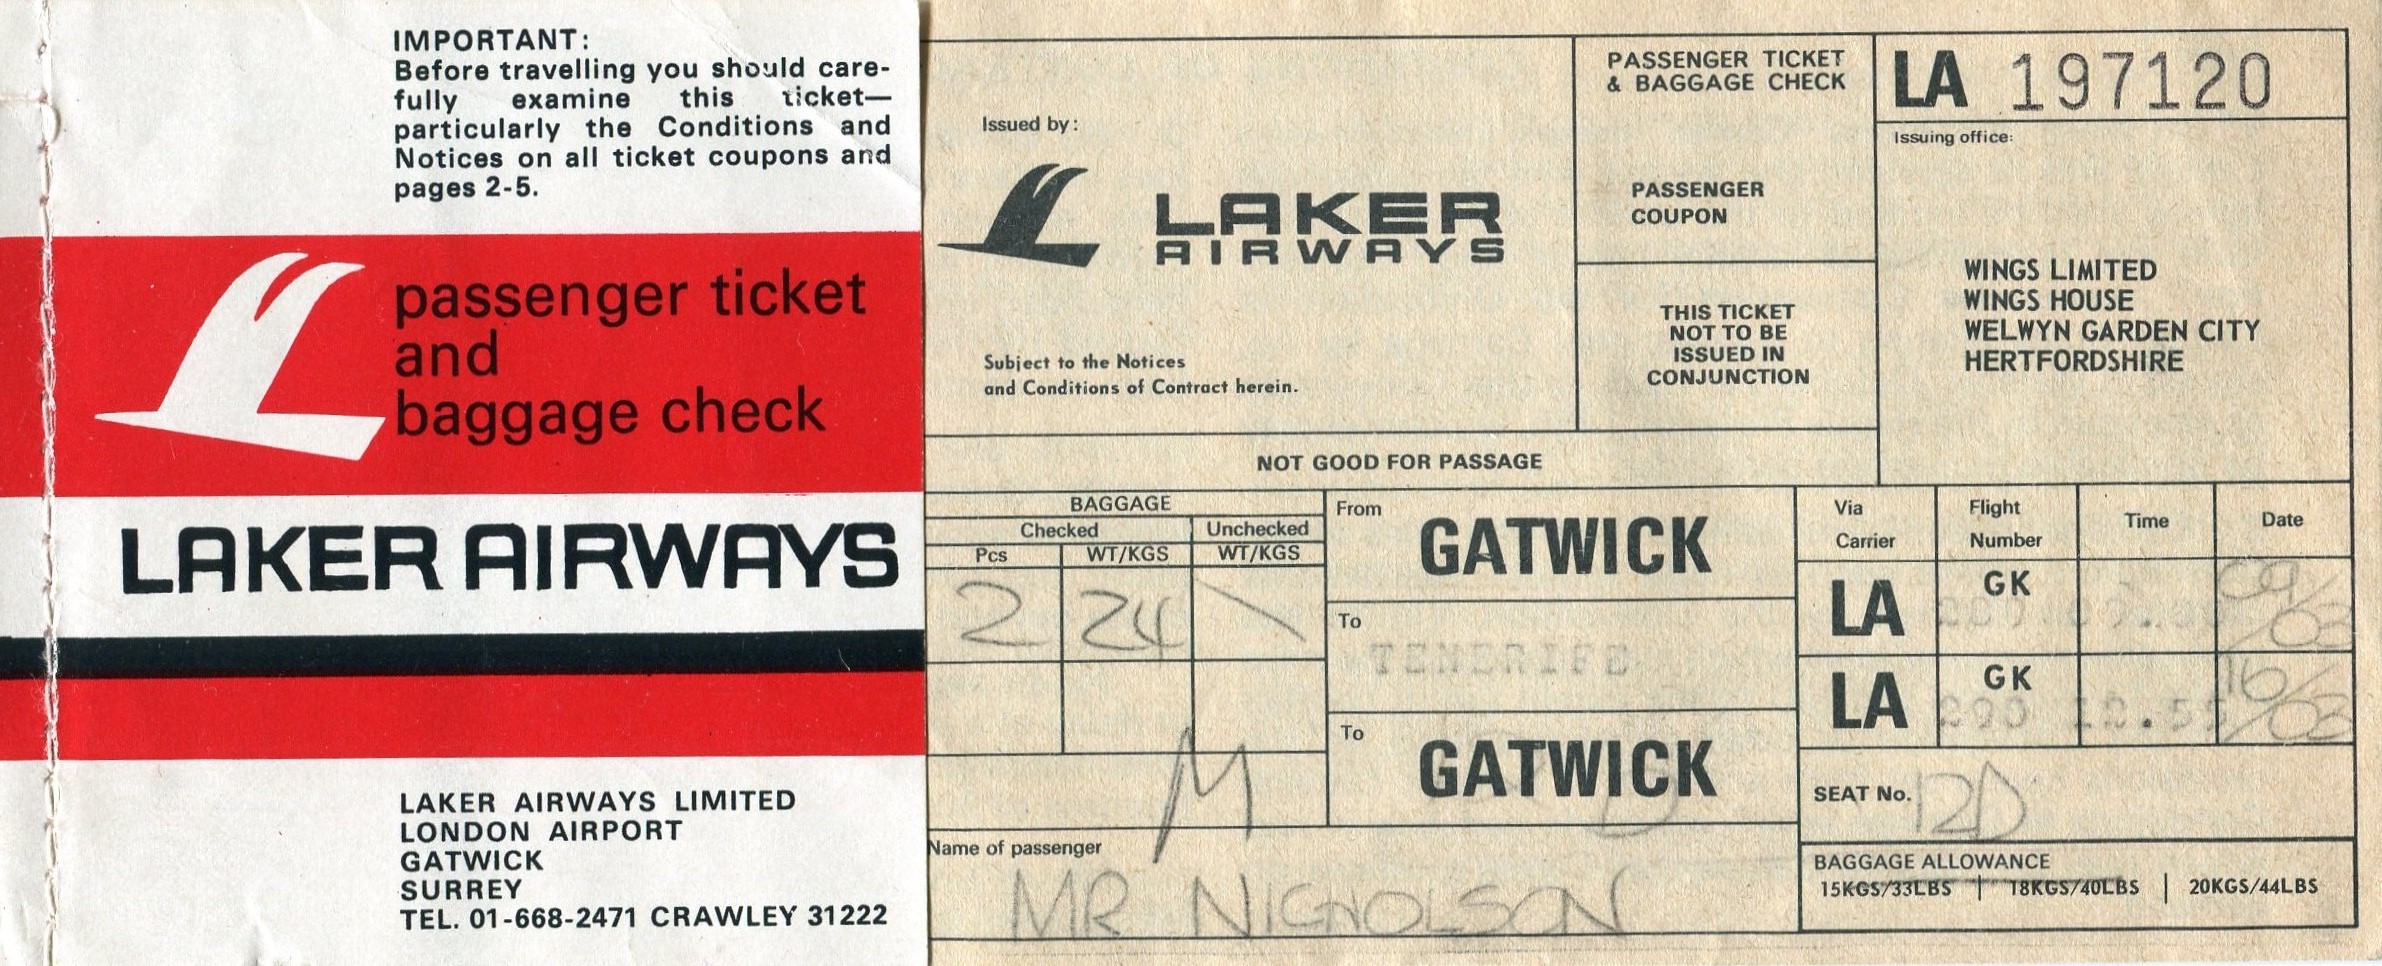 IMPORTANT:
Before travelling you should care-
fully examine this ticket—
particularly the Conditions and
Notices on all ticket coupons and
pages 2-5.
passenger ticket
and
baggage check
LAKER AIRWAYS
LAKER AIRWAYS LIMITED
LONDON AIRPORT
GATWICK
SURREY
TEL. 01-668-2471 CRAWLEY 31222
Issued by:
LAKER
AIRWAYS
Subject to the Notices
and Conditions of Contract herein.
PASSENGER TICKET
& BAGGAGE CHECK
PASSENGER
COUPON
THIS TICKET
NOT TO BE
ISSUED IN
CONJUNCTION
LA 197120
Issuing office:
WINGS LIMITED
WINGS HOUSE
WELWYN GARDEN CITY
HERTFORDSHIRE
NOT GOOD FOR PASSAGE
BAGGAGE
Checked Unchecked
Pcs WT/KGS WT/KGS
2 24
M
From
GATWICK
To
TENERIFE
To
GATWICK
Via
Carrier
Flight
Number
Time
Date
LA GK 09/03
LA GK 16/03
SEAT No. 12D
Name of passenger
MR NICHOLSON
BAGGAGE ALLOWANCE
15KGS/33LBS | 18KGS/40LBS | 20KGS/44LBS